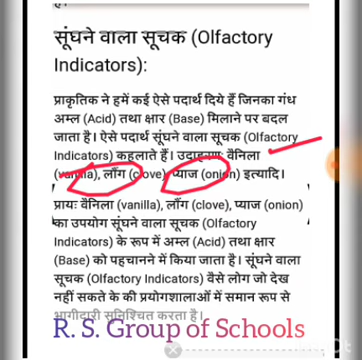 है।
सूंघने वाला सूचक (Olfactory
Indicators):
प्राकृतिक ने हमें कई ऐसे पदार्थ दिये हैं जिनका गंध
अम्ल (Acid) तथा क्षार (Base) मिलाने पर बदल
जाता है। ऐसे पदार्थ सूंघने वाला सूचक (Olfactory
Indicators) कहलाते हैं। उदाहरण: वैनिला
(vanilla), लौंग (clove), प्याज (onion) इत्यादि।
प्रायः वैनिला (vanilla), लौंग (clove), प्याज (onion)
का उपयोग सूंघने वाला सूचक (Olfactory
Indicators) के रूप में अम्ल (Acid) तथा क्षार
(Base) को पहचानने में किया जाता है। सूंघने वाला
सूचक (Olfactory Indicators) वैसे लोग जो देख
नहीं सकते के की प्रयोगशालाओं में समान रूप से
भागीदारी सुनिश्चित करता है।
R. S. Group of Schools